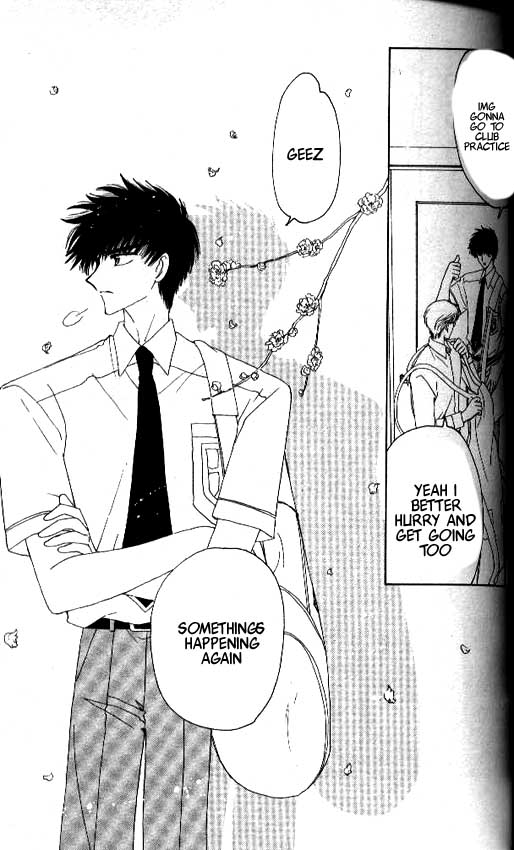 IMG
GONNA
GO TO
CLUB
PRACTICE
YEAH I
BETTER
HURRY AND
GET GOING
TOO
GEEZ
SOMETHINGS
HAPPENING
AGAIN